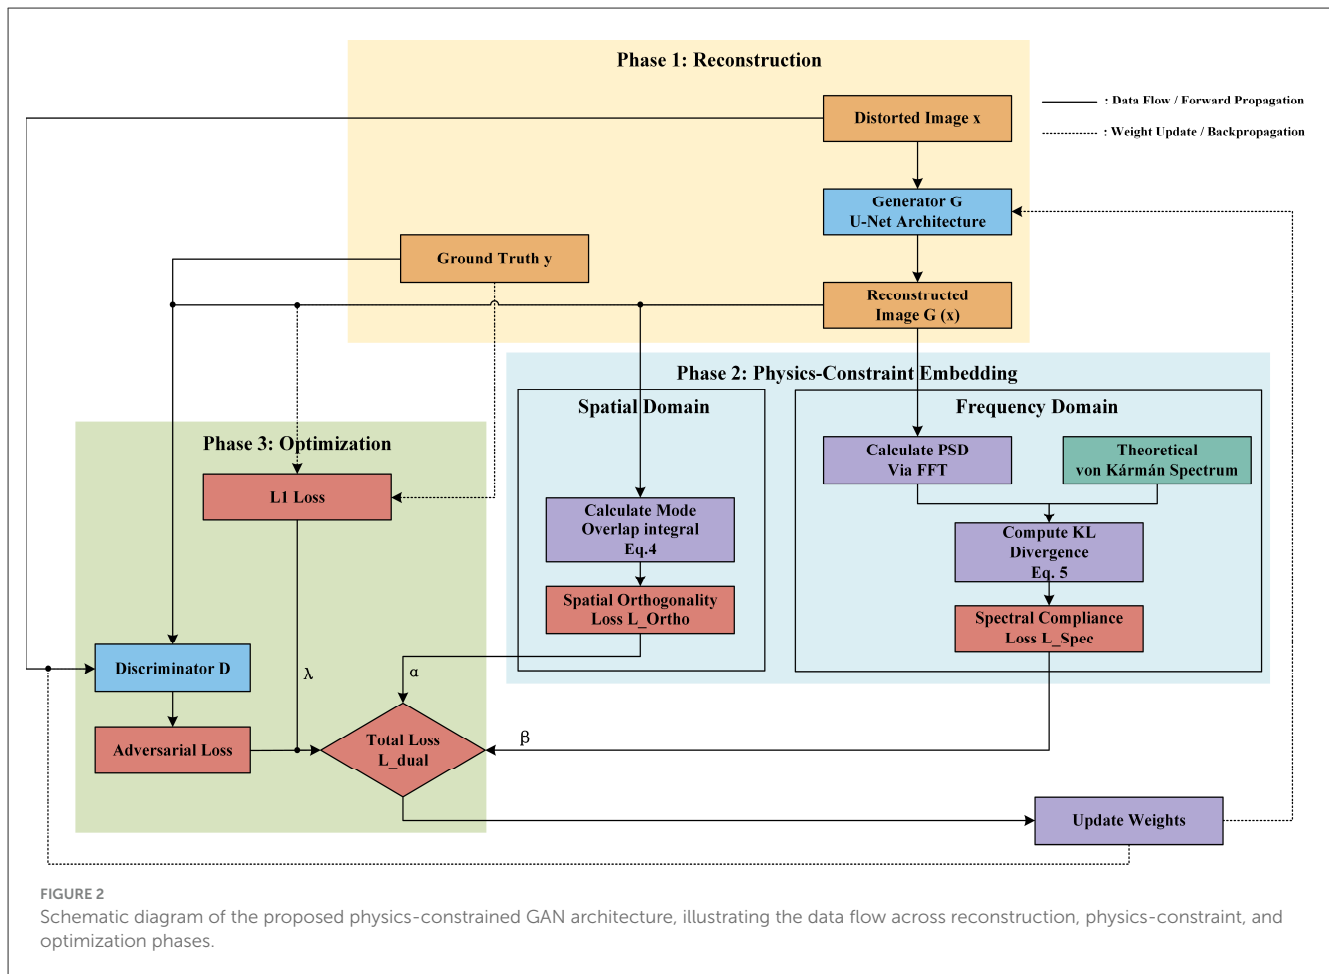 Phase 1: Reconstruction
Distorted Image x
: Data Flow / Forward Propagation
: Weight Update / Backpropagation
Generator G
U-Net Architecture
Ground Truth y
Reconstructed
Image G (x)
Phase 2: Physics-Constraint Embedding
Spatial Domain
Frequency Domain
Phase 3: Optimization
Calculate PSD
Via FFT
Theoretical
von Kármán Spectrum
L1 Loss
Calculate Mode
Overlap integral
Eq.4
Compute KL
Divergence
Eq. 5
Spatial Orthogonality
Loss L_Ortho
Spectral Compliance
Loss L_Spec
Discriminator D
λ
α
Adversarial Loss
Total Loss
L_dual
β
Update Weights
FIGURE 2
Schematic diagram of the proposed physics-constrained GAN architecture, illustrating the data flow across reconstruction, physics-constraint, and
optimization phases.